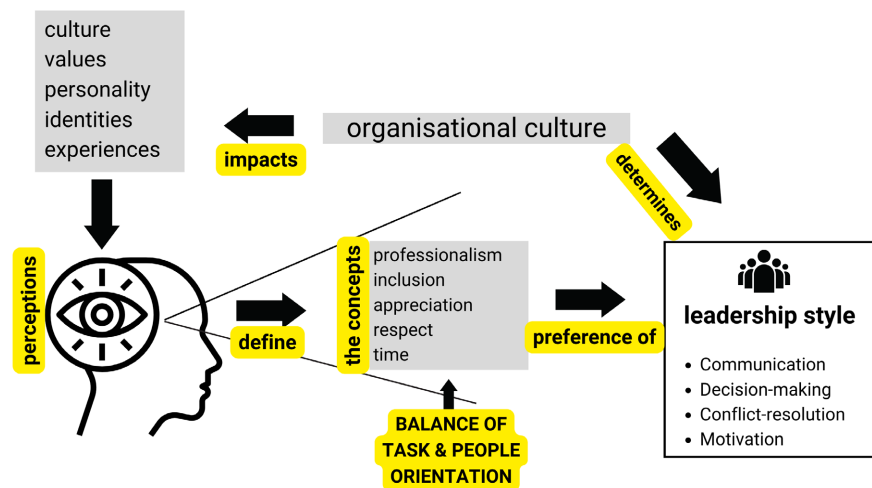 culture
values
personality
identities
experiences
organisational culture
impacts
determines
perceptions
define
the concepts
professionalism
inclusion
appreciation
respect
time
preference of
leadership style
• Communication
• Decision-making
• Conflict-resolution
• Motivation
BALANCE OF
TASK & PEOPLE
ORIENTATION